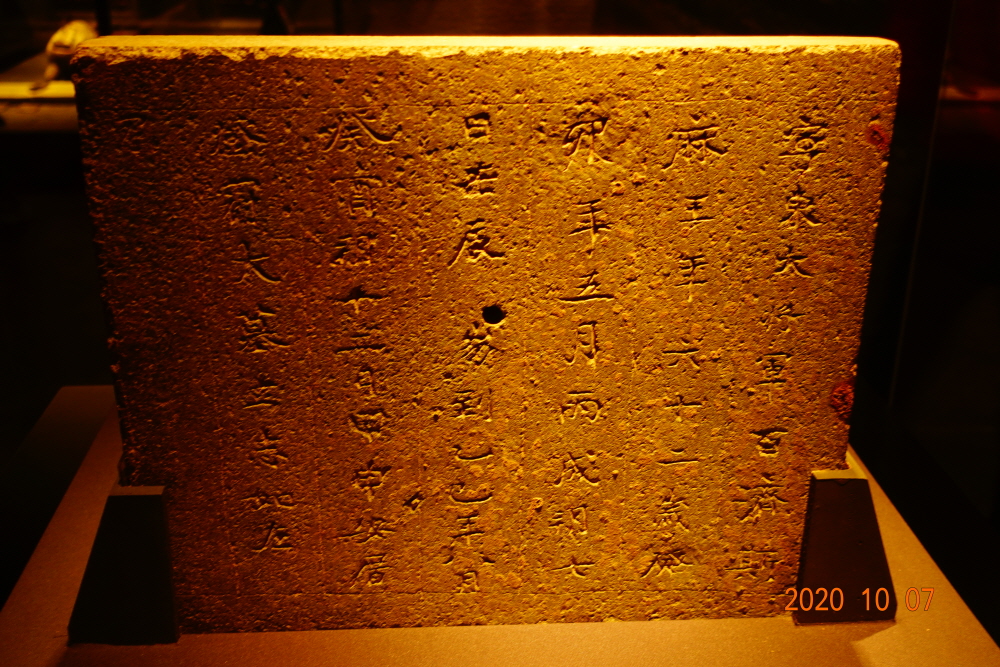 寧東大將軍百濟斯
麻王年六十二歲癸
卯年五月丙戌朔七
日壬辰崩到乙巳年八月
癸酉朔十二日甲申安厝
登冠大墓立志如左
2020 10 07